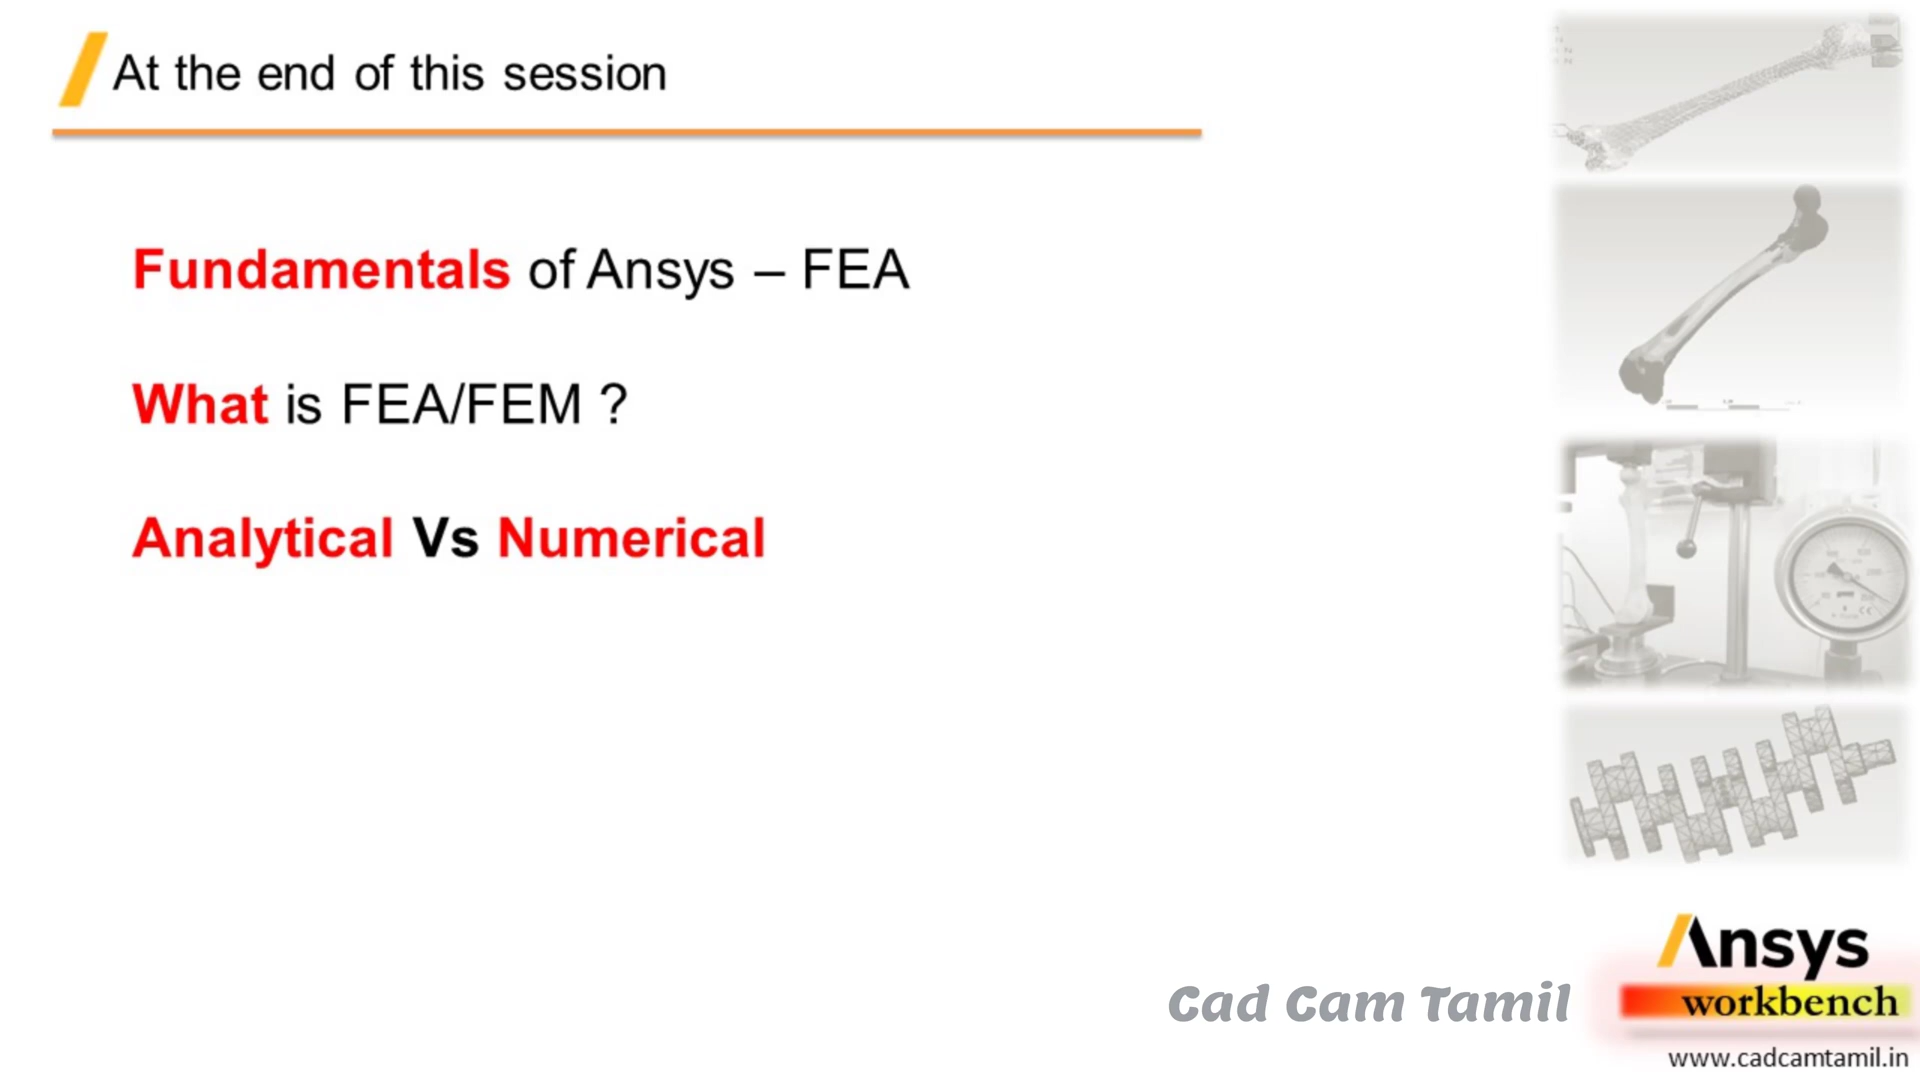 At the end of this session
Fundamentals of Ansys – FEA
What is FEA/FEM ?
Analytical Vs Numerical
Ansys
workbench
Cad Cam Tamil
www.cadcamtamil.in